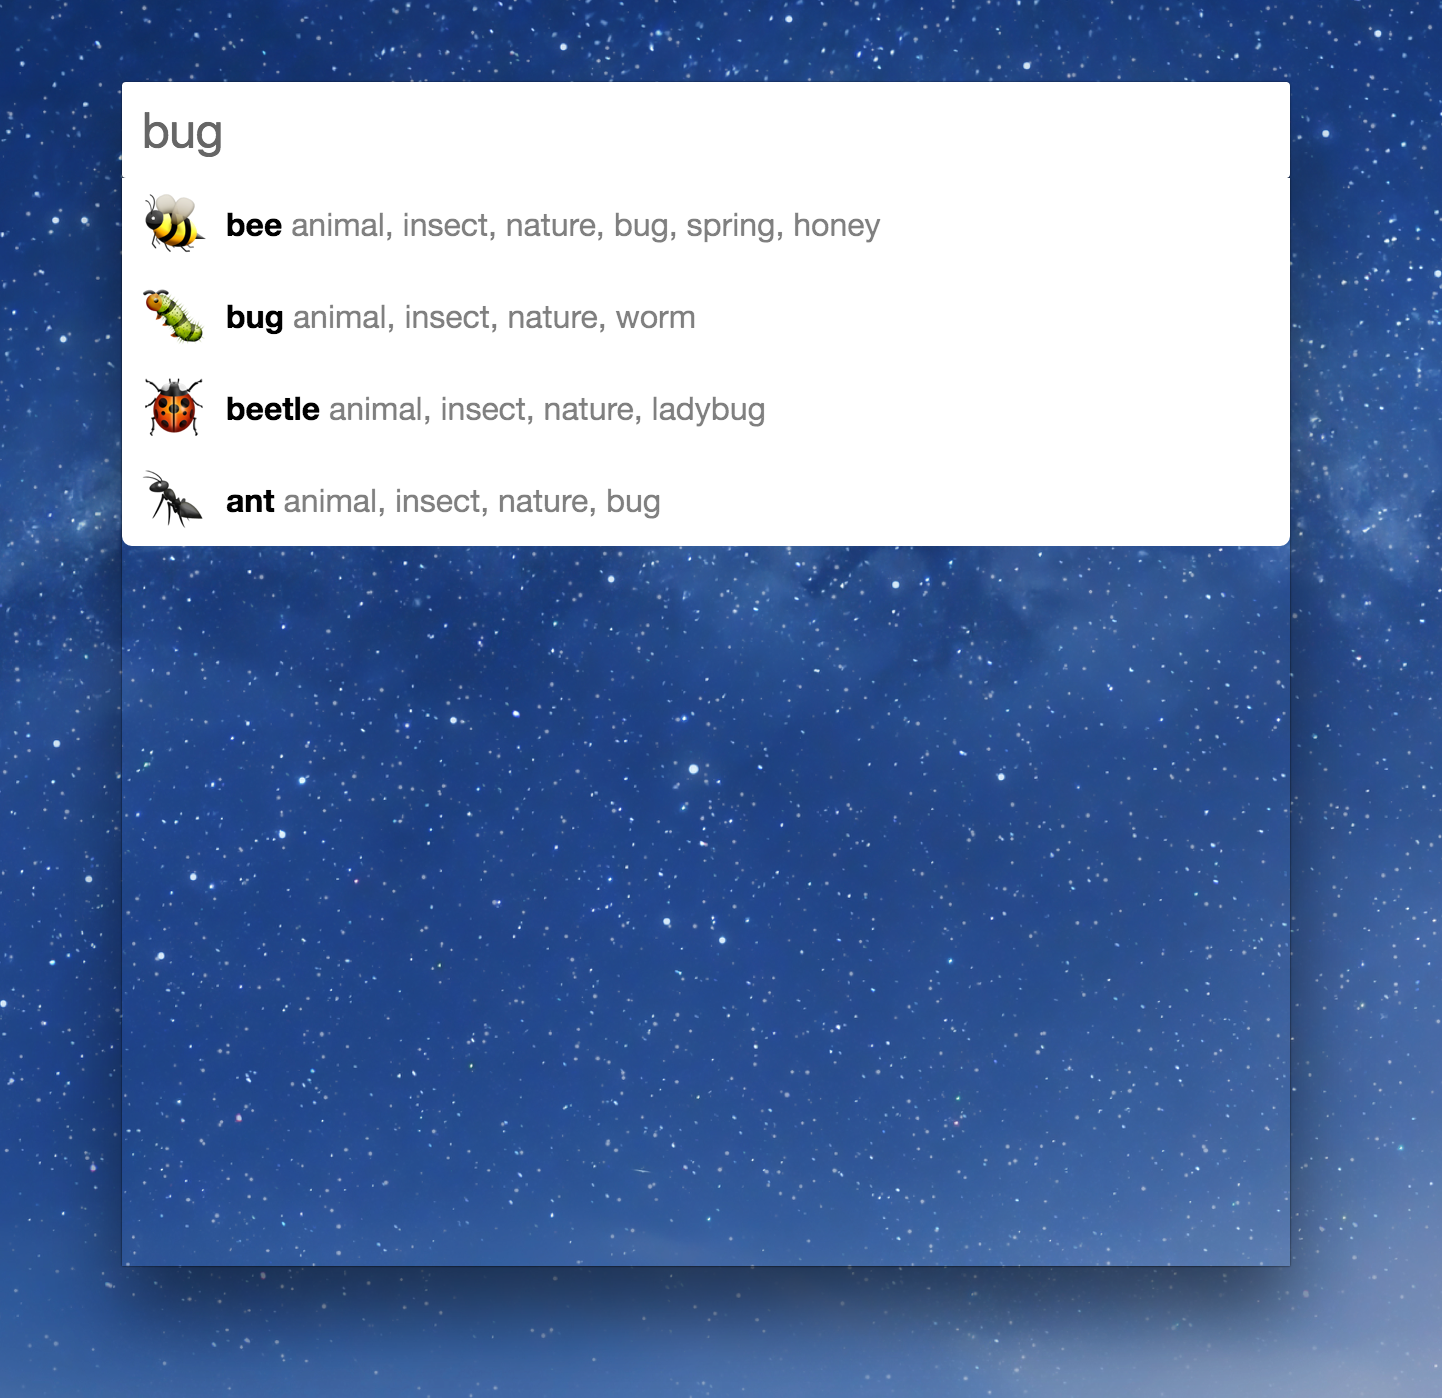 bug
bee animal, insect, nature, bug, spring, honey
bug animal, insect, nature, worm
beetle animal, insect, nature, ladybug
ant animal, insect, nature, bug